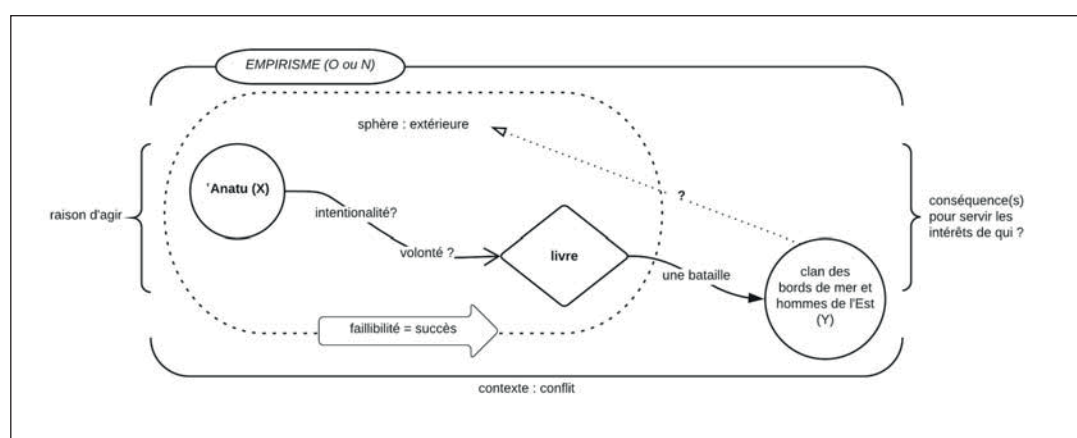 EMPIRISME (O ou N)
sphère : extérieure
'Anatu (X)
?
raison d'agir
intentionalité?
conséquence(s)
pour servir les
intérêts de qui ?
volonté ?
livre
une bataille
clan des
bords de mer et
hommes de l'Est
(Y)
faillibilité = succès
contexte : conflit